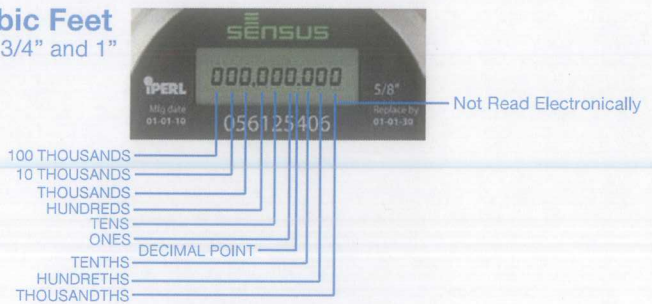 bic Feet
3/4” and 1”
sensus
000,000.000
iPERL
5/8"
Mfg date
Replace by
01-01-10
056125406
01-01-30
Not Read Electronically
100 THOUSANDS
10 THOUSANDS
THOUSANDS
HUNDREDS
TENS
ONES
DECIMAL POINT
TENTHS
HUNDRETHS
THOUSANDTHS